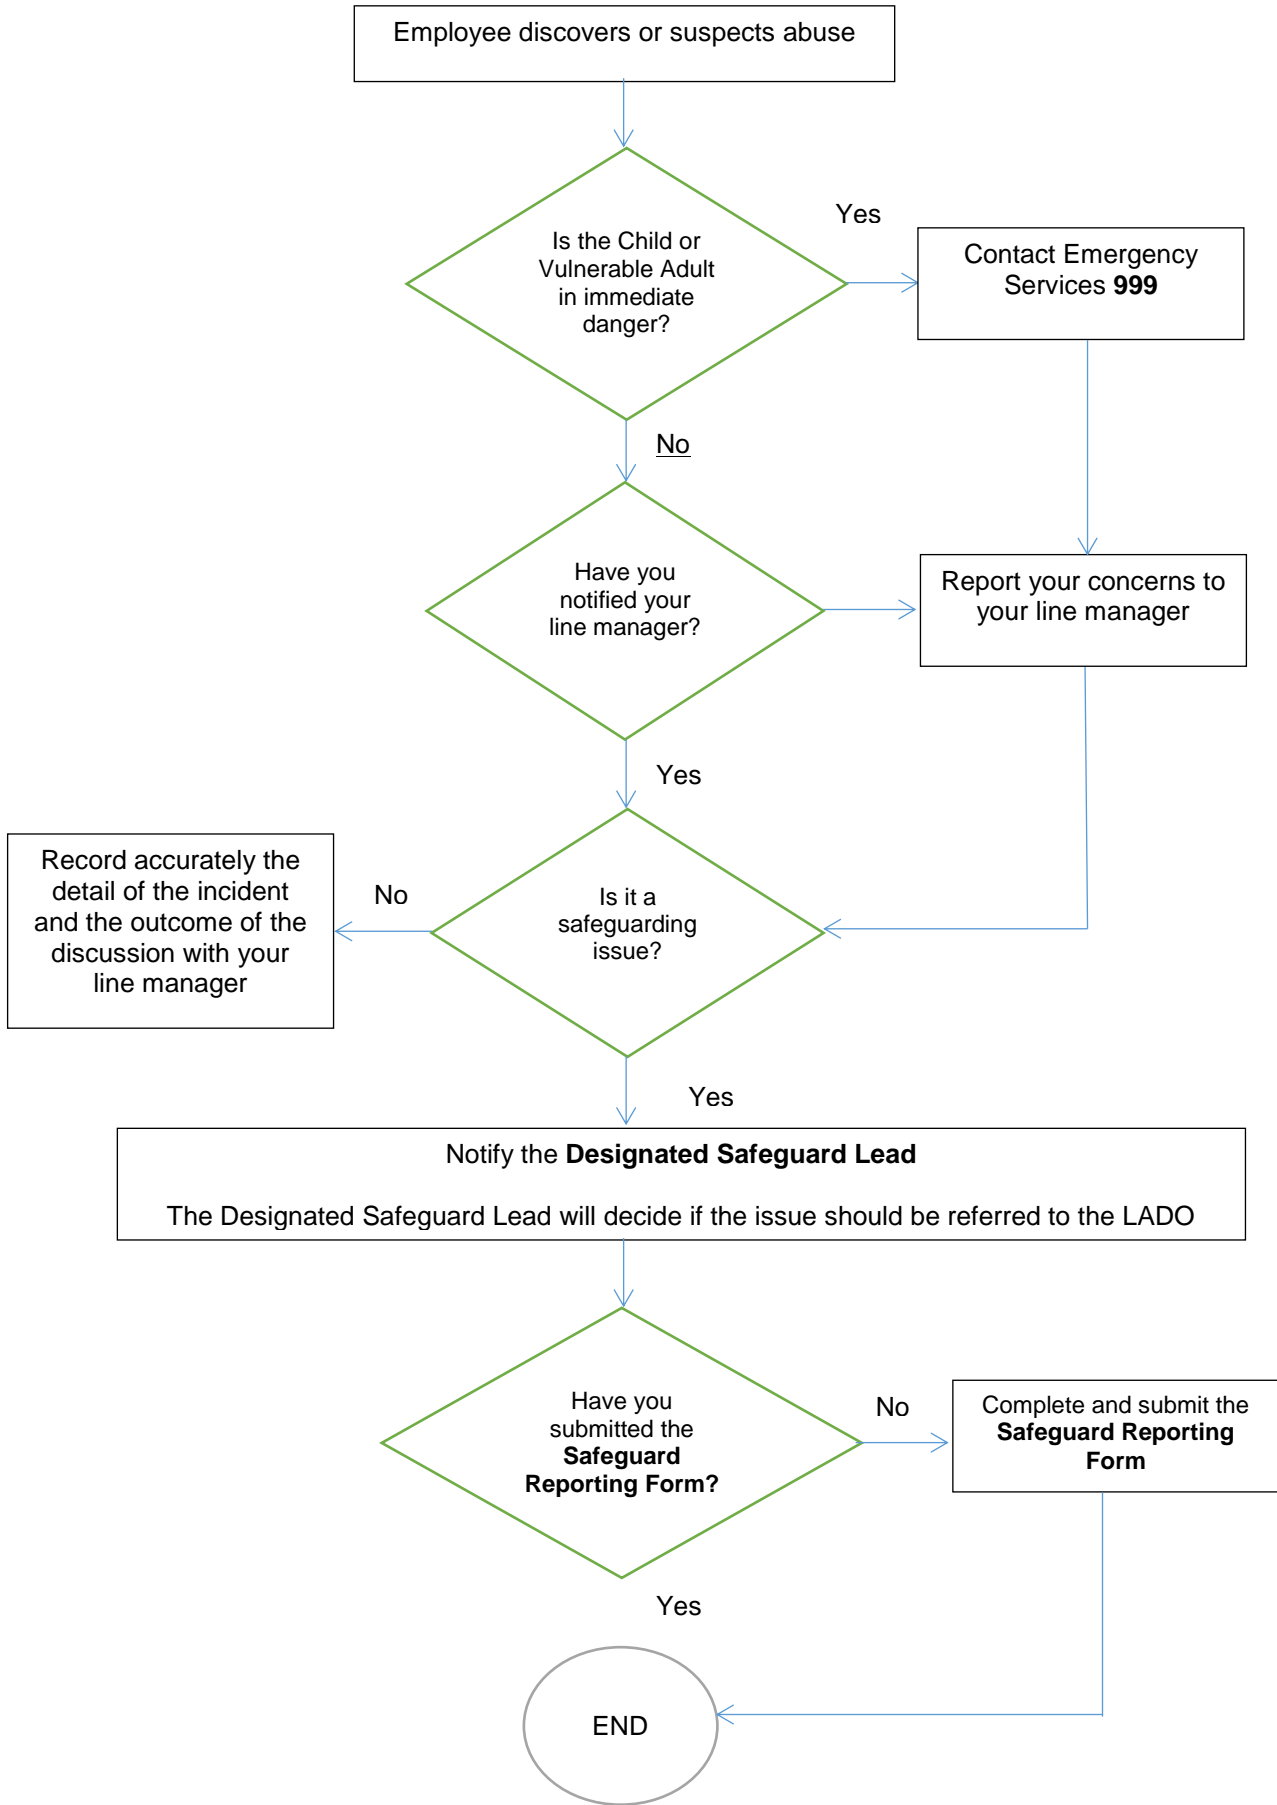 Employee discovers or suspects abuse
Yes
Is the Child or
Vulnerable Adult
in immediate
danger?
Contact Emergency
Services 999
No
Have you
notified your
line manager?
Report your concerns to
your line manager
Yes
Record accurately the
detail of the incident
and the outcome of the
discussion with your
line manager
No
Is it a
safeguarding
issue?
Yes
Notify the Designated Safeguard Lead
The Designated Safeguard Lead will decide if the issue should be referred to the LADO
Have you
submitted the
Safeguard
Reporting Form?
No
Complete and submit the
Safeguard Reporting
Form
Yes
END